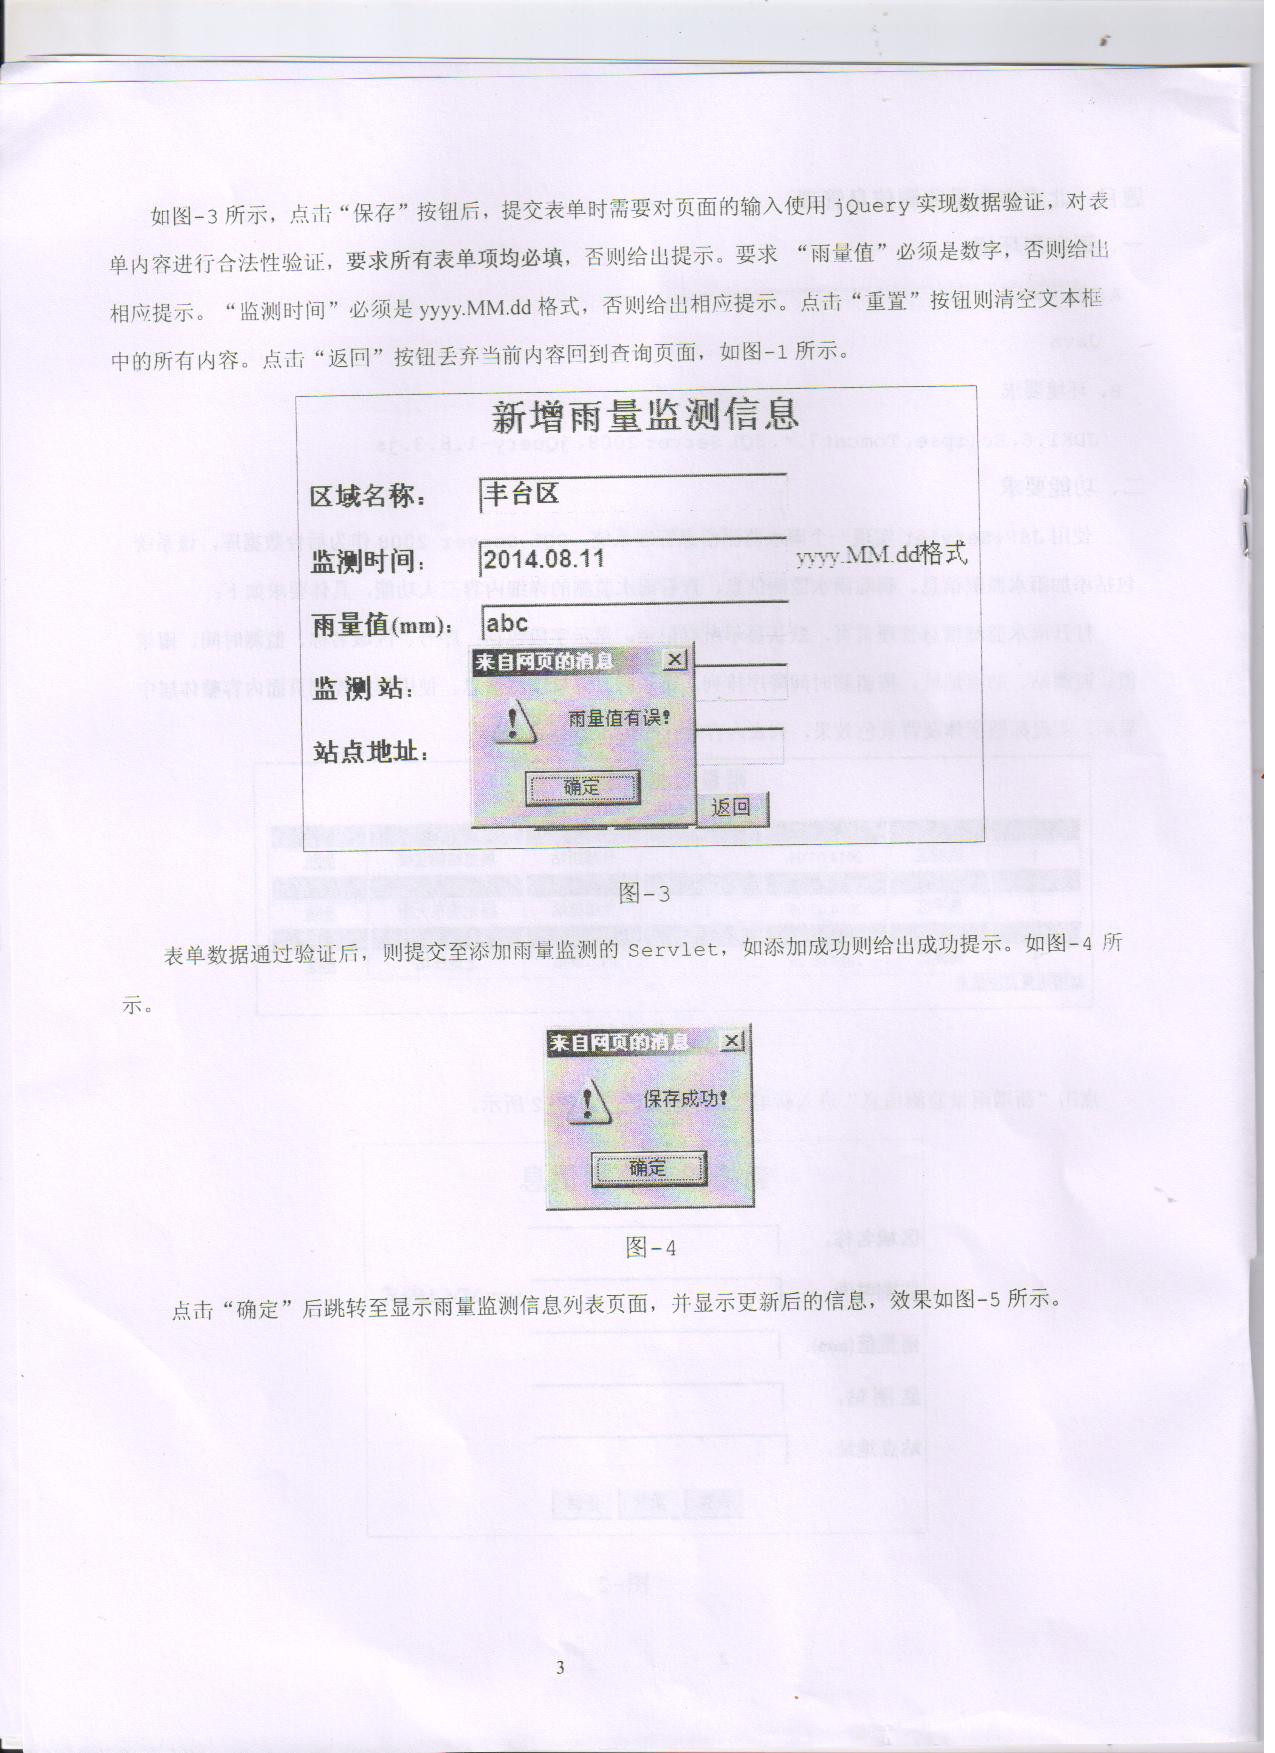 如图-3 所示，点击“保存”按钮后，提交表单时需要对页面的输入使用 jQuery 实现数据验证，对表
单内容进行合法性验证，要求所有表单项均必填，否则给出提示。要求 “雨量值”必须是数字，否则给出
相应提示。“监测时间”必须是 yyyy.MM.dd 格式，否则给出相应提示。点击“重置”按钮则清空文本框
中的所有内容。点击“返回”按钮丢弃当前内容回到查询页面，如图-1 所示。
新增雨量监测信息
区域名称： 丰台区
监测时间： 2014.08.11 yyyy.MM.dd格式
雨量值(mm)： abc
来自网页的消息
监 测 站：
雨量值有误！
站点地址：
确定
返回
图-3
表单数据通过验证后，则提交至添加雨量监测的 Servlet，如添加成功则给出成功提示。如图-4 所
示。
来自网页的消息
保存成功！
确定
图-4
点击“确定”后跳转至显示雨量监测信息列表页面，并显示更新后的信息，效果如图-5 所示。
3